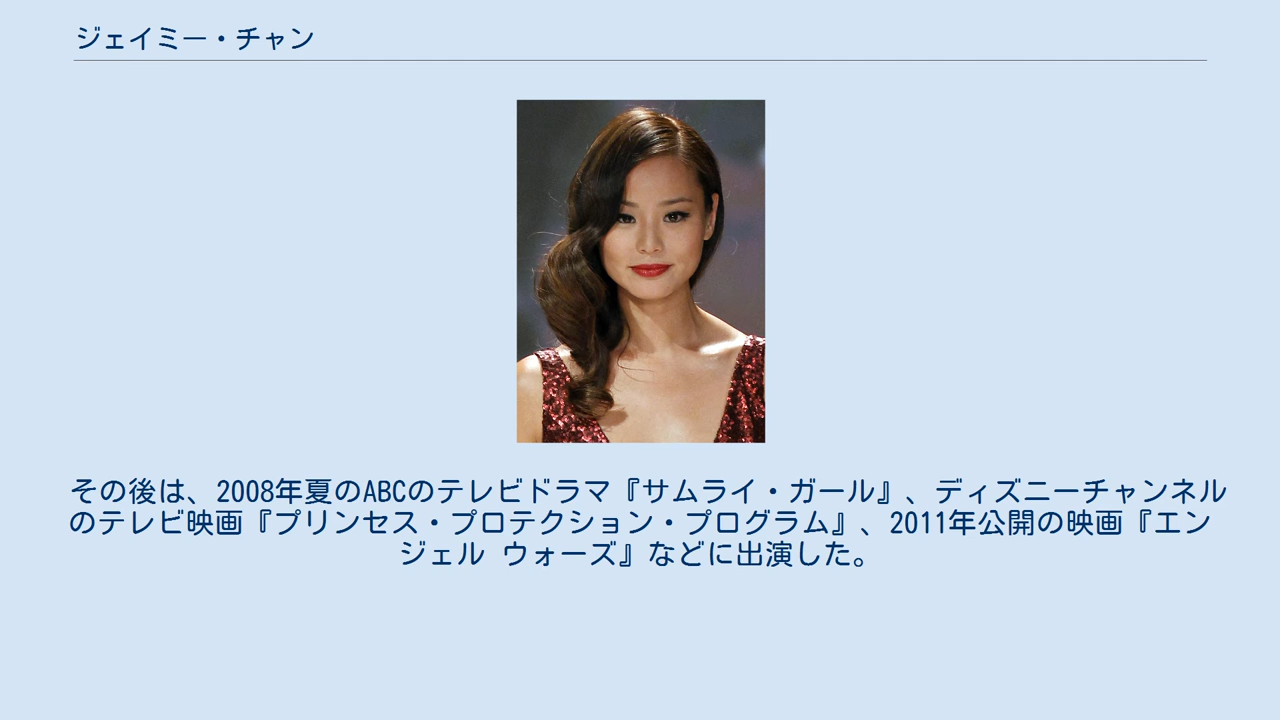 ジェイミー・チャン
その後は、2008年夏のABCのテレビドラマ『サムライ・ガール』、ディズニーチャンネル
のテレビ映画『プリンセス・プロテクション・プログラム』、2011年公開の映画『エン
ジェル ウォーズ』などに出演した。